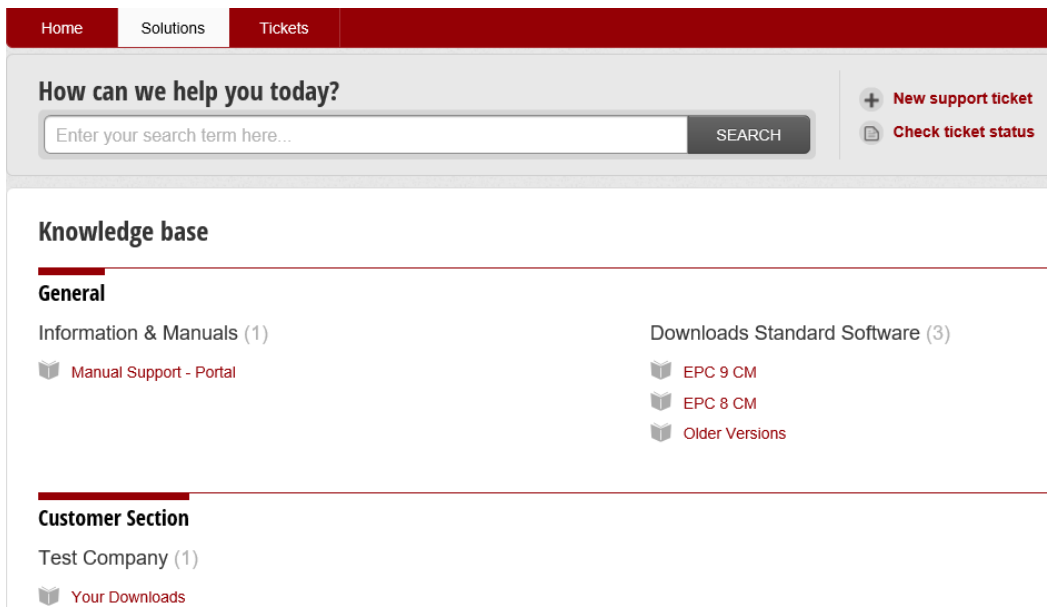 Home Solutions Tickets
How can we help you today?
Enter your search term here... SEARCH
New support ticket
Check ticket status
Knowledge base
General
Information & Manuals (1)
Manual Support - Portal
Downloads Standard Software (3)
EPC 9 CM
EPC 8 CM
Older Versions
Customer Section
Test Company (1)
Your Downloads